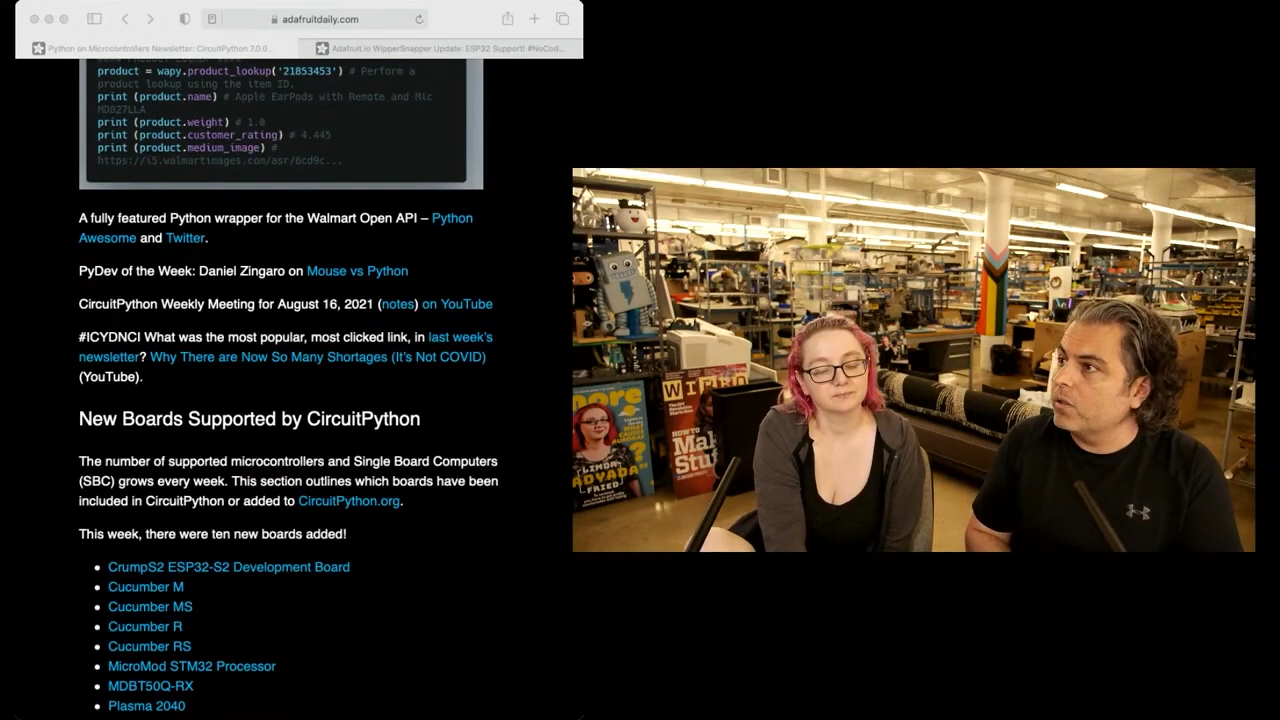 adafruitdaily.com
Python on Microcontrollers Newsletter: CircuitPython 7.0.0...
Adafruit.io WipperSnapper Update: ESP32 Support! #NoCod...
product = wapy.product_lookup('21853453') # Perform a
product lookup using the item ID.
print (product.name) # Apple EarPods with Remote and Mic
MD827LLA
print (product.weight) # 1.0
print (product.customer_rating) # 4.445
print (product.medium_image) #
https://i5.walmartimages.com/asr/6cd9c...
A fully featured Python wrapper for the Walmart Open API – Python
Awesome and Twitter.
PyDev of the Week: Daniel Zingaro on Mouse vs Python
CircuitPython Weekly Meeting for August 16, 2021 (notes) on YouTube
#ICYDNCI What was the most popular, most clicked link, in last week's
newsletter? Why There are Now So Many Shortages (It's Not COVID)
(YouTube).
New Boards Supported by CircuitPython
The number of supported microcontrollers and Single Board Computers
(SBC) grows every week. This section outlines which boards have been
included in CircuitPython or added to CircuitPython.org.
This week, there were ten new boards added!
CrumpS2 ESP32-S2 Development Board
Cucumber M
Cucumber MS
Cucumber R
Cucumber RS
MicroMod STM32 Processor
MDBT50Q-RX
Plasma 2040
WIRED
HOW TO
Make
Stuff
LIMOR
FRIED